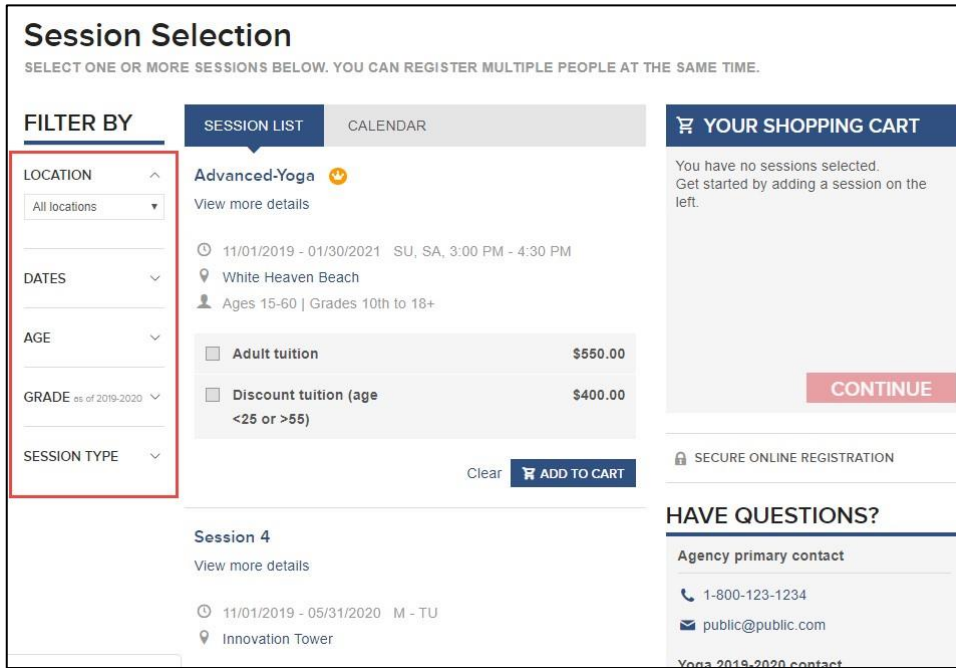 Session Selection
SELECT ONE OR MORE SESSIONS BELOW. YOU CAN REGISTER MULTIPLE PEOPLE AT THE SAME TIME.
FILTER BY
LOCATION
All locations
DATES
AGE
GRADE as of 2019-2020
SESSION TYPE
SESSION LIST
CALENDAR
Advanced-Yoga
View more details
11/01/2019 - 01/30/2021 SU, SA, 3:00 PM - 4:30 PM
White Heaven Beach
Ages 15-60 | Grades 10th to 18+
Adult tuition $550.00
Discount tuition (age $400.00
<25 or >55)
Clear ADD TO CART
Session 4
View more details
11/01/2019 - 05/31/2020 M - TU
Innovation Tower
YOUR SHOPPING CART
You have no sessions selected.
Get started by adding a session on the
left.
CONTINUE
SECURE ONLINE REGISTRATION
HAVE QUESTIONS?
Agency primary contact
1-800-123-1234
public@public.com
Yoga 2019-2020 contact